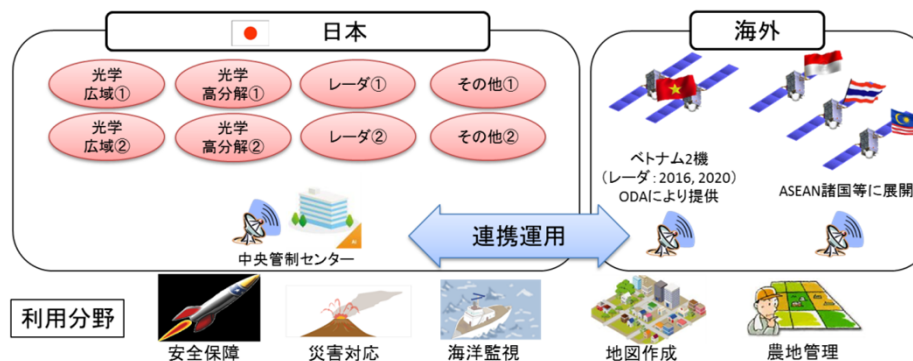 日本
光学
広域①
光学
高分解①
レーダ①
その他①
光学
広域②
光学
高分解②
レーダ②
その他②
中央管制センター
連携運用
海外
ベトナム2機
(レーダ:2016, 2020)
ODAにより提供
ASEAN諸国等に展開
利用分野
安全保障
災害対応
海洋監視
地図作成
農地管理